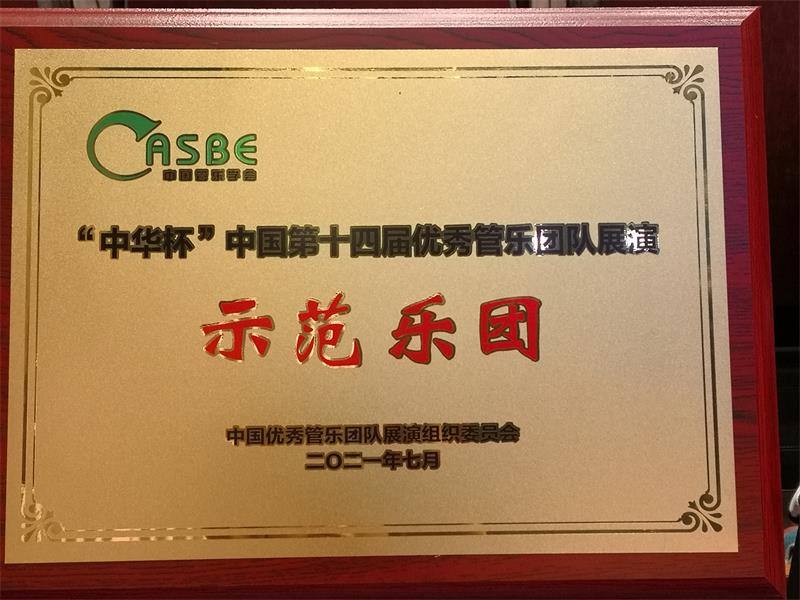 CASBE
中国管乐学会
“中华杯”中国第十四届优秀管乐团队展演
示范乐团
中国优秀管乐团队展演组织委员会
二〇二一年七月